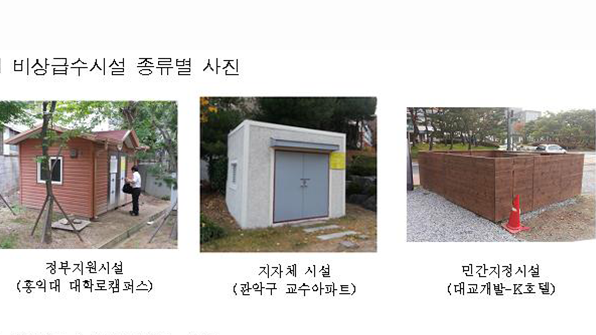 비상급수시설 종류별 사진
정부지원시설
(홍익대 대학로캠퍼스)
지자체 시설
(관악구 교수아파트)
민간지정시설
(대교개발-K호텔)